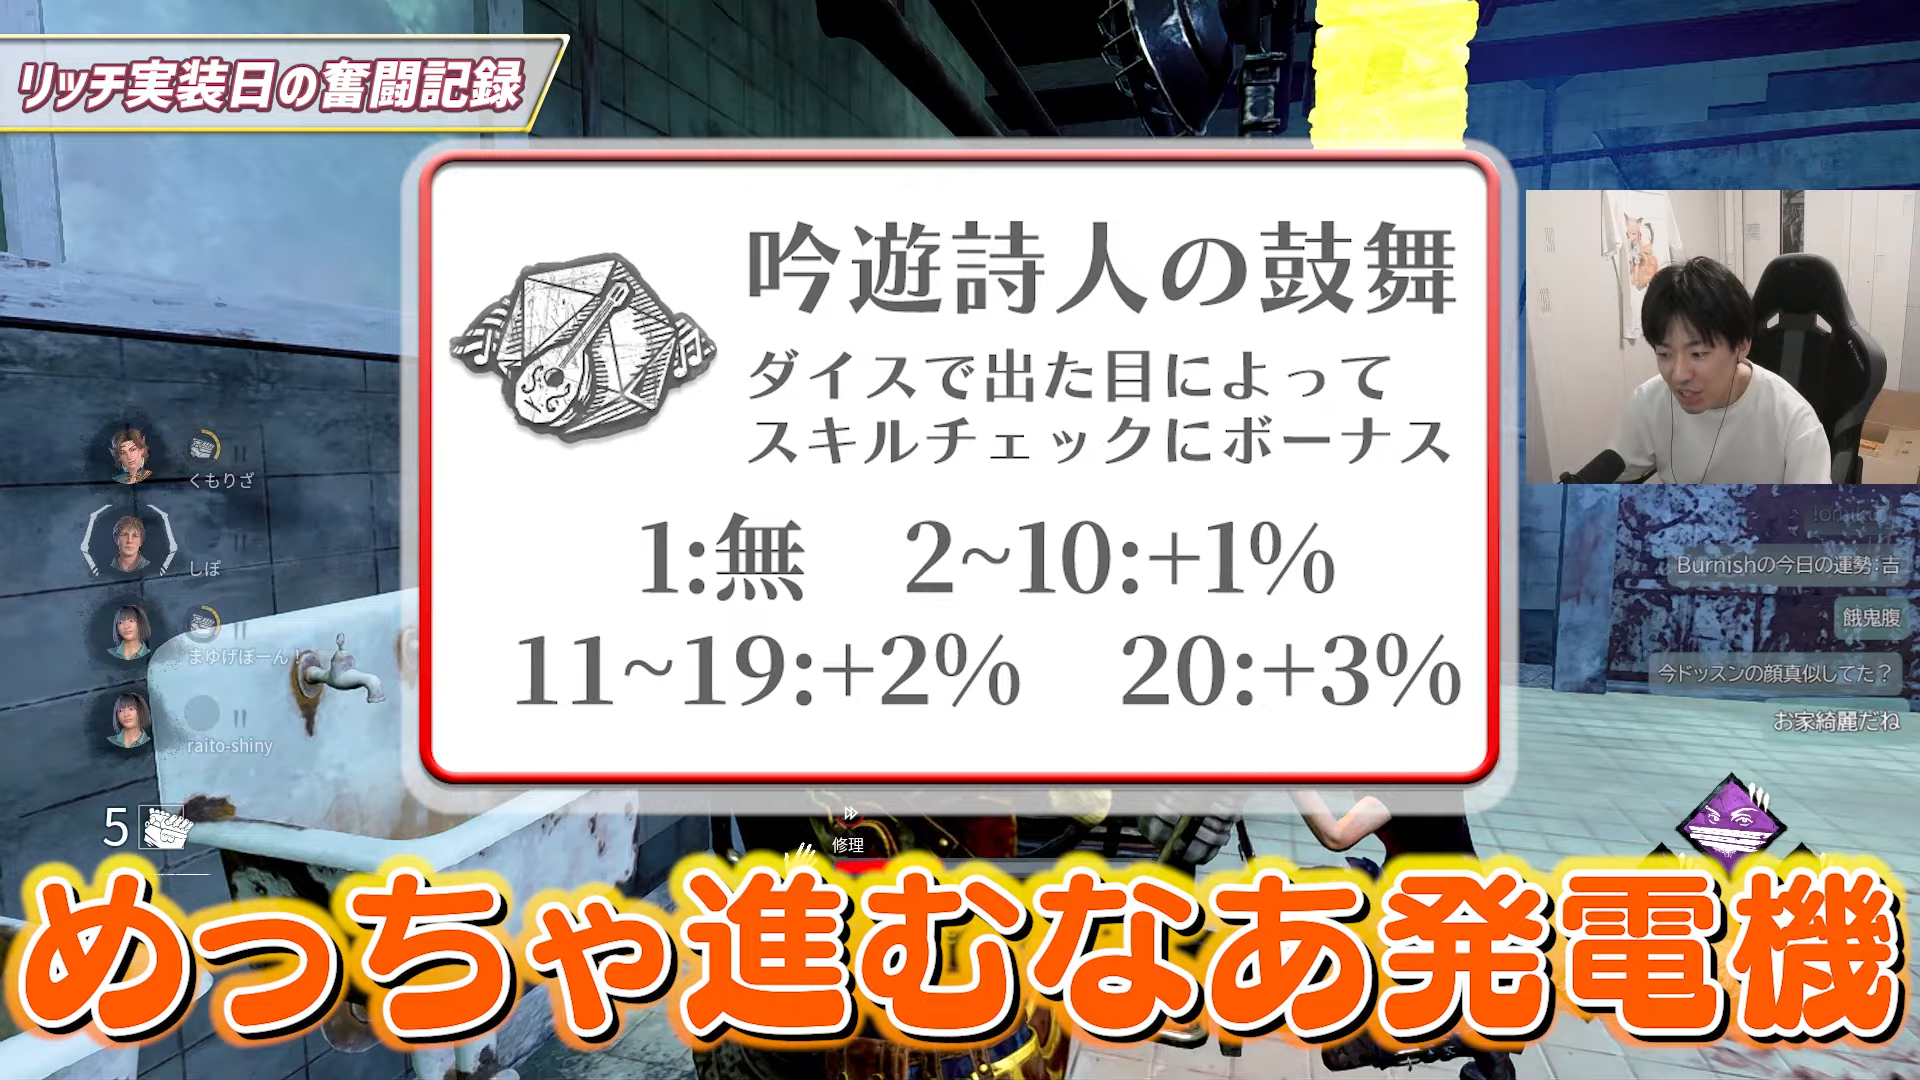 リッチ実装日の奮闘記録
吟遊詩人の鼓舞
ダイスで出た目によって
スキルチェックにボーナス
1:無 2~10:+1%
11~19:+2% 20:+3%
くもりざ
しぽ
まゆげぼーん!
raito-shiny
5
修理
!omikuji
Burnishの今日の運勢:吉
餓鬼腹
今ドッスンの顔真似してた?
お家綺麗だね
めっちゃ進むなあ発電機